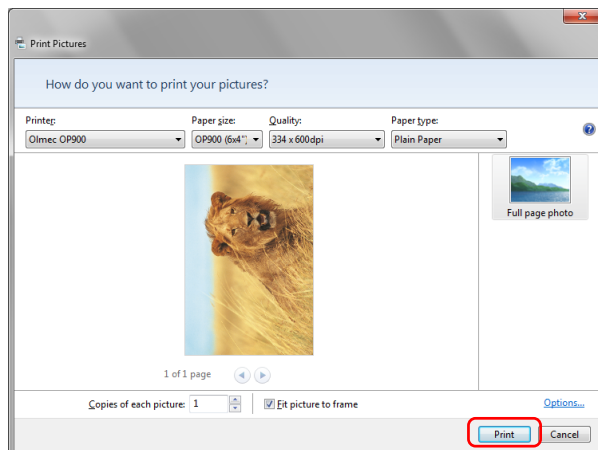 Print Pictures
How do you want to print your pictures?
Printer: Paper size: Quality: Paper type:
Olmec OP900 OP900 (6x4"; 334 x 600dpi Plain Paper
Full page photo
1 of 1 page
Copies of each picture: 1 Fit picture to frame Options...
Print Cancel